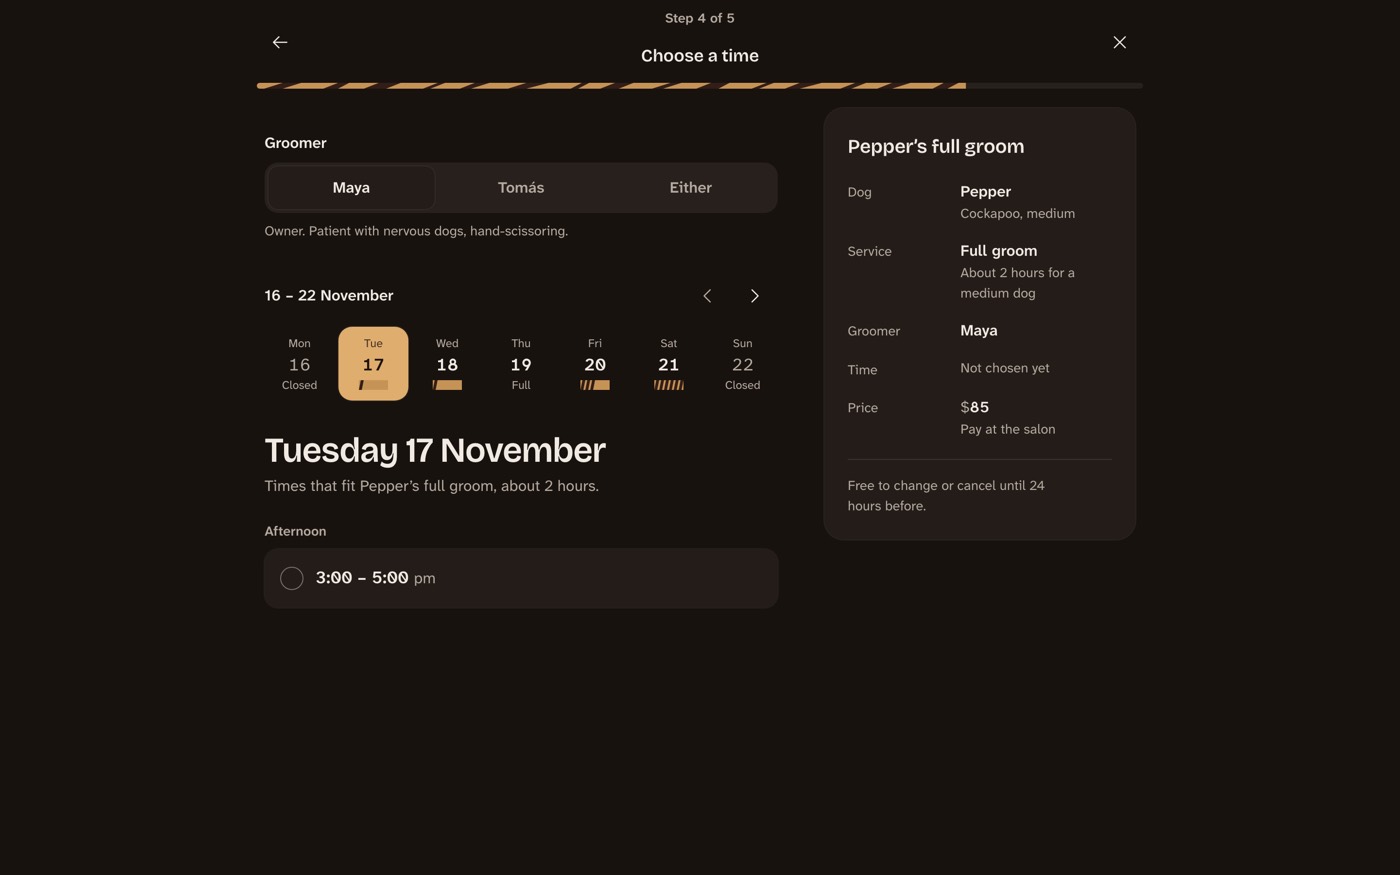 Step 4 of 5
Choose a time
Groomer
Maya
Tomás
Either
Owner. Patient with nervous dogs, hand-scissoring.
16 – 22 November
Mon
16
Closed
Tue
17
Wed
18
Thu
19
Full
Fri
20
Sat
21
Sun
22
Closed
Tuesday 17 November
Times that fit Pepper’s full groom, about 2 hours.
Afternoon
3:00 – 5:00 pm
Pepper’s full groom
Dog
Pepper
Cockapoo, medium
Service
Full groom
About 2 hours for a
medium dog
Groomer
Maya
Time
Not chosen yet
Price
$85
Pay at the salon
Free to change or cancel until 24
hours before.